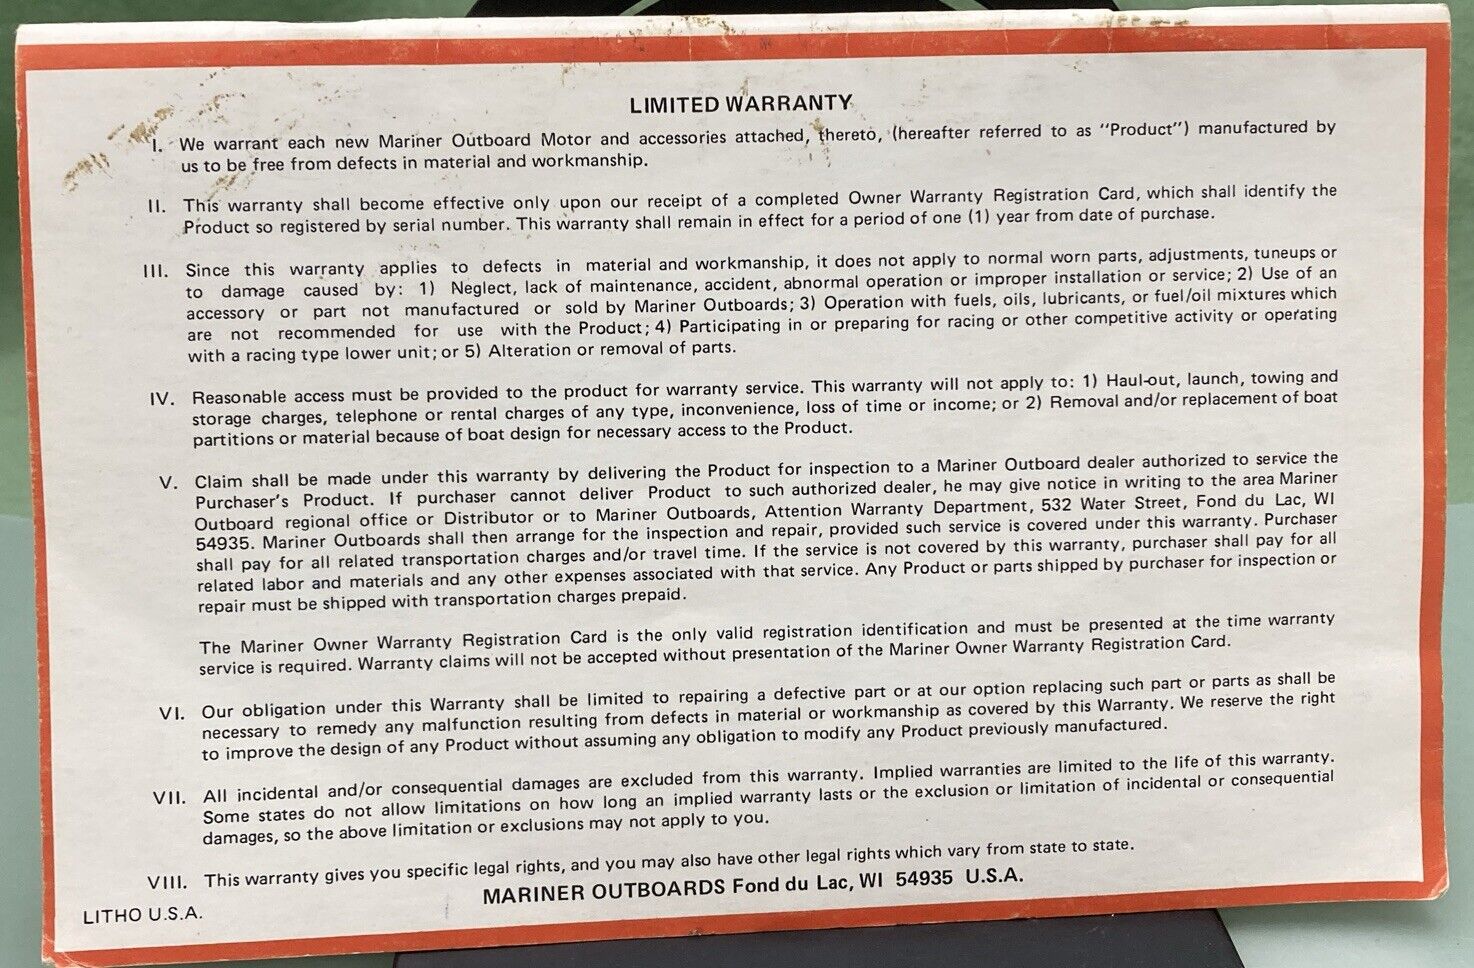 LIMITED WARRANTY
I. We warrant each new Mariner Outboard Motor and accessories attached, thereto, (hereafter referred to as "Product") manufactured by
us to be free from defects in material and workmanship.
II. This warranty shall become effective only upon our receipt of a completed Owner Warranty Registration Card, which shall identify the
Product so registered by serial number. This warranty shall remain in effect for a period of one (1) year from date of purchase.
III. Since this warranty applies to defects in material and workmanship, it does not apply to normal worn parts, adjustments, tuneups or
to damage caused by: 1) Neglect, lack of maintenance, accident, abnormal operation or improper installation or service; 2) Use of an
accessory or part not manufactured or sold by Mariner Outboards; 3) Operation with fuels, oils, lubricants, or fuel/oil mixtures which
are not recommended for use with the Product; 4) Participating in or preparing for racing or other competitive activity or operating
with a racing type lower unit; or 5) Alteration or removal of parts.
IV. Reasonable access must be provided to the product for warranty service. This warranty will not apply to: 1) Haul-out, launch, towing and
storage charges, telephone or rental charges of any type, inconvenience, loss of time or income; or 2) Removal and/or replacement of boat
partitions or material because of boat design for necessary access to the Product.
V. Claim shall be made under this warranty by delivering the Product for inspection to a Mariner Outboard dealer authorized to service the
Purchaser's Product. If purchaser cannot deliver Product to such authorized dealer, he may give notice in writing to the area Mariner
Outboard regional office or Distributor or to Mariner Outboards, Attention Warranty Department, 532 Water Street, Fond du Lac, WI
54935. Mariner Outboards shall then arrange for the inspection and repair, provided such service is covered under this warranty. Purchaser
shall pay for all related transportation charges and/or travel time. If the service is not covered by this warranty, purchaser shall pay for all
related labor and materials and any other expenses associated with that service. Any Product or parts shipped by purchaser for inspection or
repair must be shipped with transportation charges prepaid.
The Mariner Owner Warranty Registration Card is the only valid registration identification and must be presented at the time warranty
service is required. Warranty claims will not be accepted without presentation of the Mariner Owner Warranty Registration Card.
VI. Our obligation under this Warranty shall be limited to repairing a defective part or at our option replacing such part or parts as shall be
necessary to remedy any malfunction resulting from defects in material or workmanship as covered by this Warranty. We reserve the right
to improve the design of any Product without assuming any obligation to modify any Product previously manufactured.
VII. All incidental and/or consequential damages are excluded from this warranty. Implied warranties are limited to the life of this warranty.
Some states do not allow limitations on how long an implied warranty lasts or the exclusion or limitation of incidental or consequential
damages, so the above limitation or exclusions may not apply to you.
VIII. This warranty gives you specific legal rights, and you may also have other legal rights which vary from state to state.
MARINER OUTBOARDS Fond du Lac, WI 54935 U.S.A.
LITHO U.S.A.